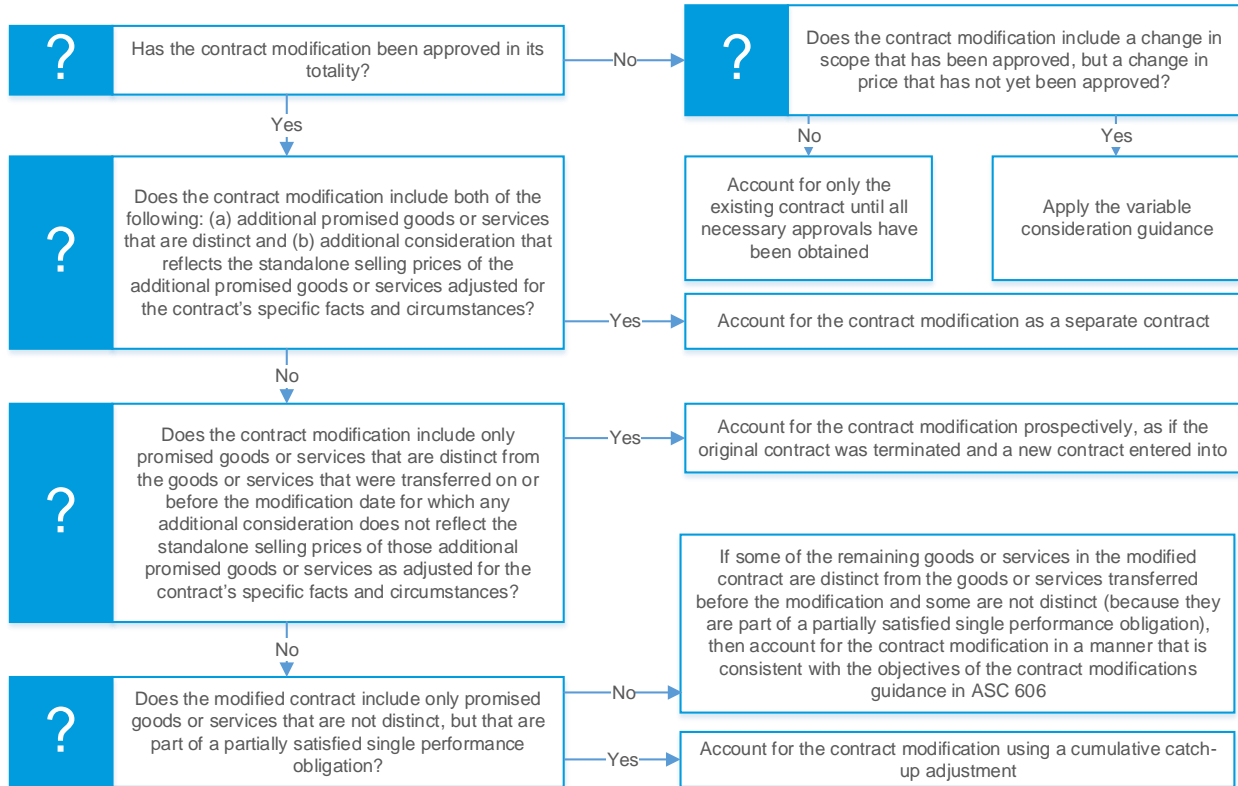 ?
Has the contract modification been approved in its
totality?
No
?
Does the contract modification include a change in
scope that has been approved, but a change in
price that has not yet been approved?
Yes
No
Yes
?
Does the contract modification include both of the
following: (a) additional promised goods or services
that are distinct and (b) additional consideration that
reflects the standalone selling prices of the
additional promised goods or services adjusted for
the contract’s specific facts and circumstances?
Account for only the
existing contract until all
necessary approvals have
been obtained
Apply the variable
consideration guidance
Yes
Account for the contract modification as a separate contract
No
?
Does the contract modification include only
promised goods or services that are distinct from
the goods or services that were transferred on or
before the modification date for which any
additional consideration does not reflect the
standalone selling prices of those additional
promised goods or services as adjusted for the
contract’s specific facts and circumstances?
Yes
Account for the contract modification prospectively, as if the
original contract was terminated and a new contract entered into
No
If some of the remaining goods or services in the modified
contract are distinct from the goods or services transferred
before the modification and some are not distinct (because they
are part of a partially satisfied single performance obligation),
then account for the contract modification in a manner that is
consistent with the objectives of the contract modifications
guidance in ASC 606
?
Does the modified contract include only promised
goods or services that are not distinct, but that are
part of a partially satisfied single performance
obligation?
No
Yes
Account for the contract modification using a cumulative catch-
up adjustment